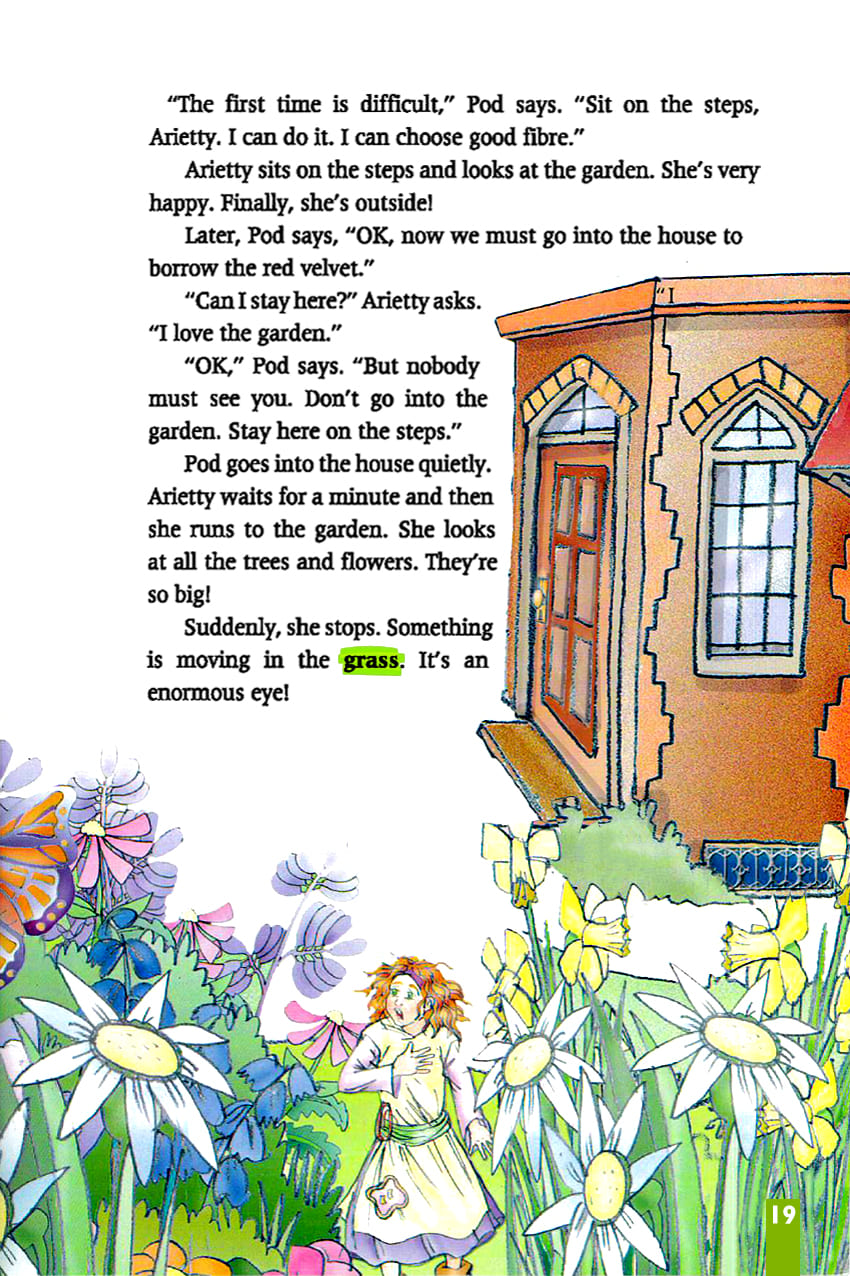 “The first time is difficult,” Pod says. “Sit on the steps,
Arietty. I can do it. I can choose good fibre.”
Arietty sits on the steps and looks at the garden. She’s very
happy. Finally, she’s outside!
Later, Pod says, “OK, now we must go into the house to
borrow the red velvet.”
“Can I stay here?” Arietty asks.
“I
“I love the garden.”
“OK,” Pod says. “But nobody
must see you. Don’t go into the
garden. Stay here on the steps.”
Pod goes into the house quietly.
Arietty waits for a minute and then
she runs to the garden. She looks
at all the trees and flowers. They’re
so big!
Suddenly, she stops. Something
is moving in the grass. It’s an
enormous eye!
19